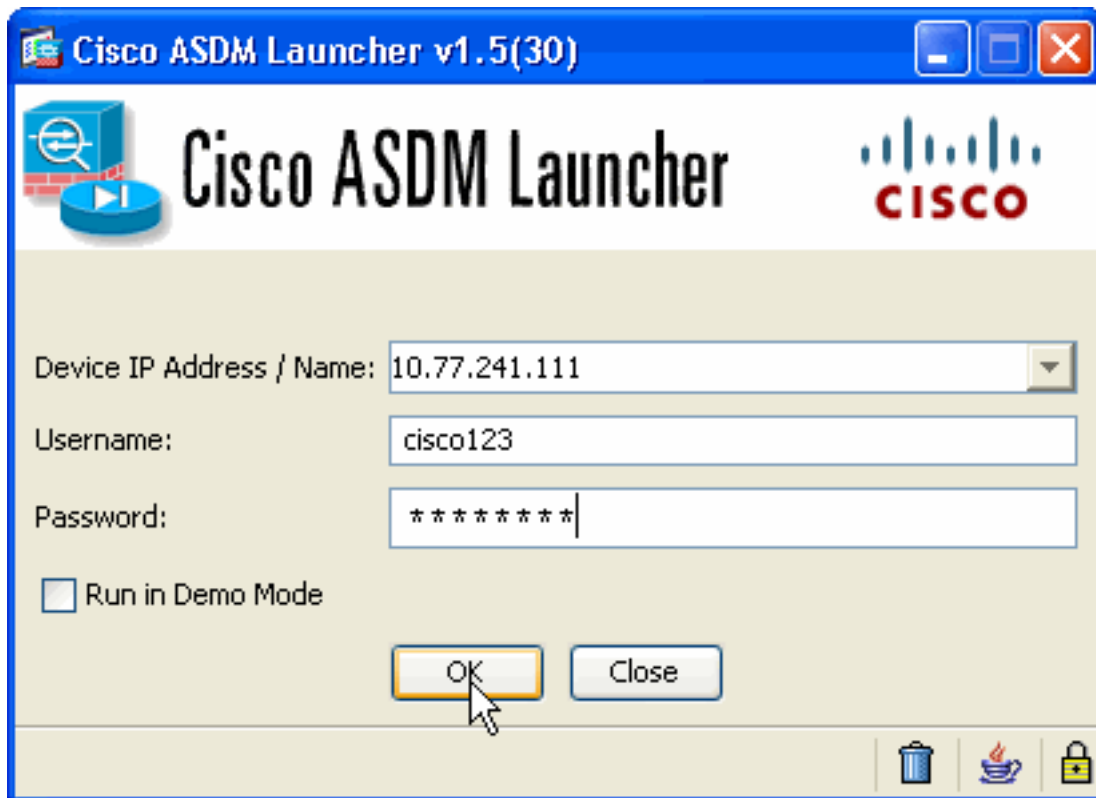 Cisco ASDM Launcher v1.5(30)
Cisco ASDM Launcher
CISCO
Device IP Address / Name: 10.77.241.111
Username: cisco123
Password: ********
Run in Demo Mode
OK Close